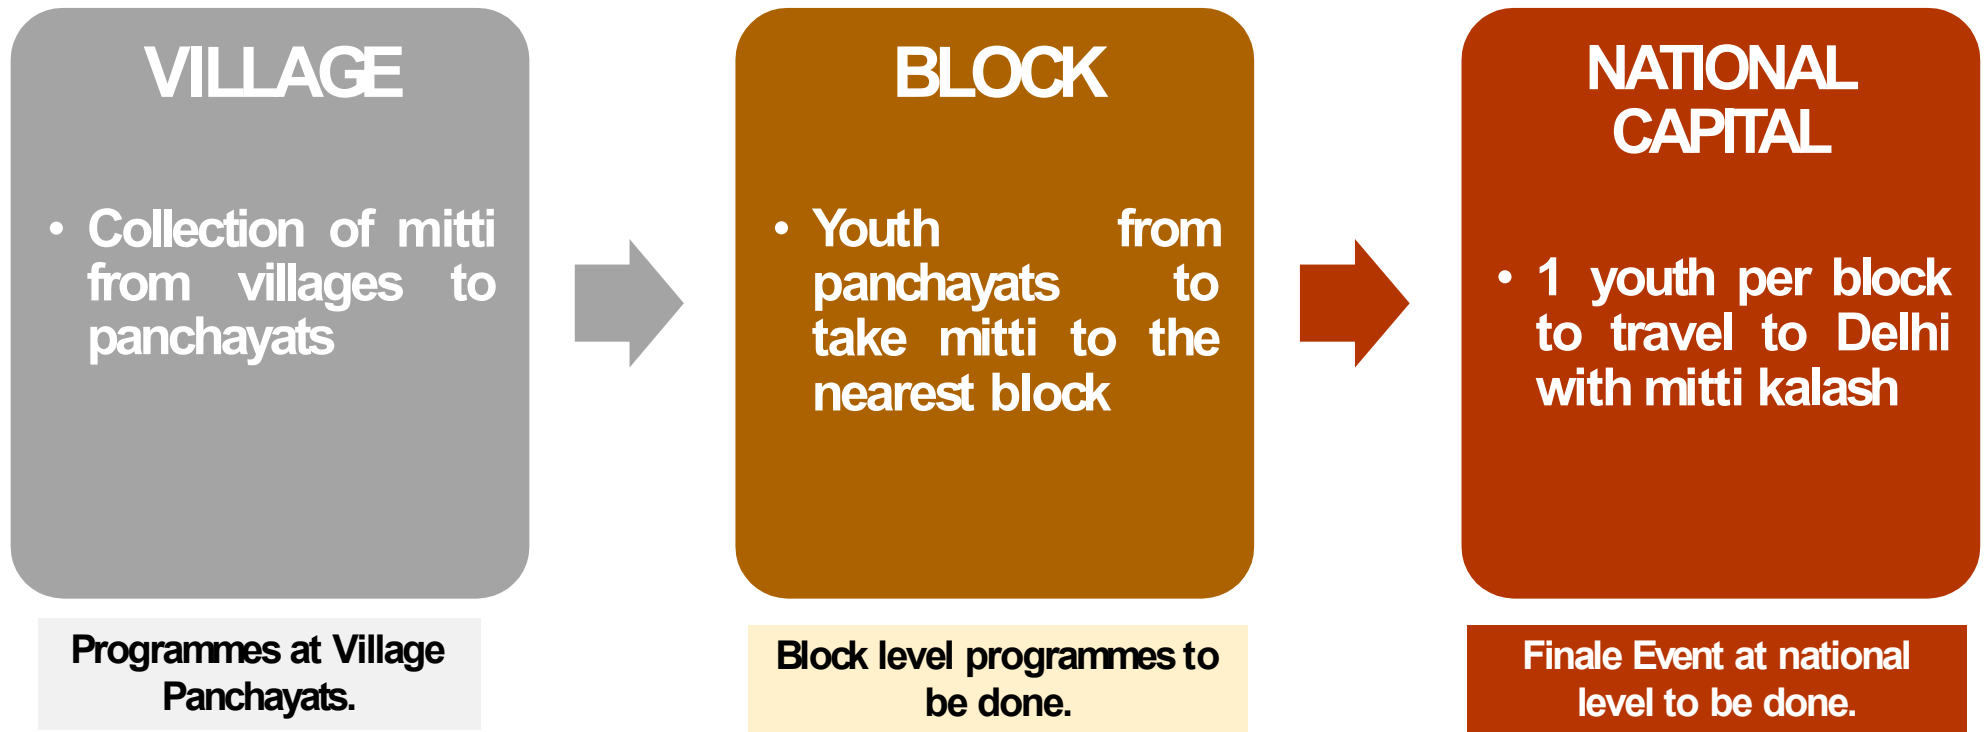 VILLAGE
• Collection of mitti
from villages to
panchayats
Programmes at Village
Panchayats.
BLOCK
• Youth from
panchayats to
take mitti to the
nearest block
Block level programmes to
be done.
NATIONAL
CAPITAL
• 1 youth per block
to travel to Delhi
with mitti kalash
Finale Event at national
level to be done.